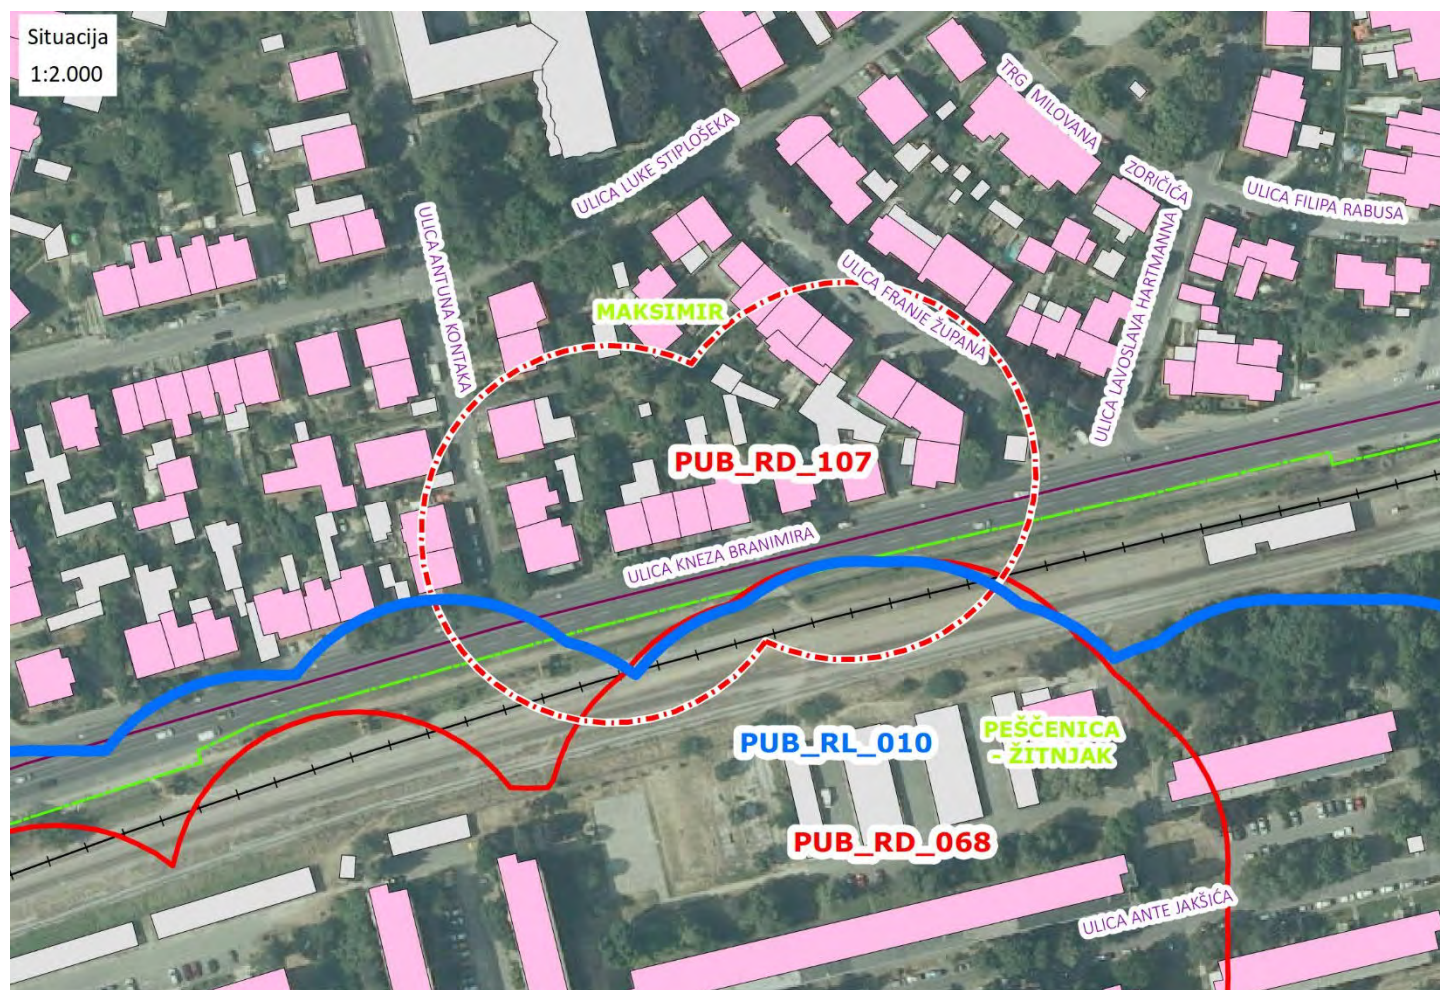 Situacija
1:2.000
TRG MILOVANA
ZORIČIĆA
ULICA LUKE STIPLOŠEKA
ULICA FILIPA RABUSA
ULICA ANTUNA KONTAKA
ULICA LAVOSLAVA HARTMANNA
ULICA FRANJE ŽUPANA
MAKSIMIR
PUB_RD_107
ULICA KNEZA BRANIMIRA
PUB_RL_010
PEŠČENICA
- ŽITNJAK
PUB_RD_068
ULICA ANTE JAKŠIĆA